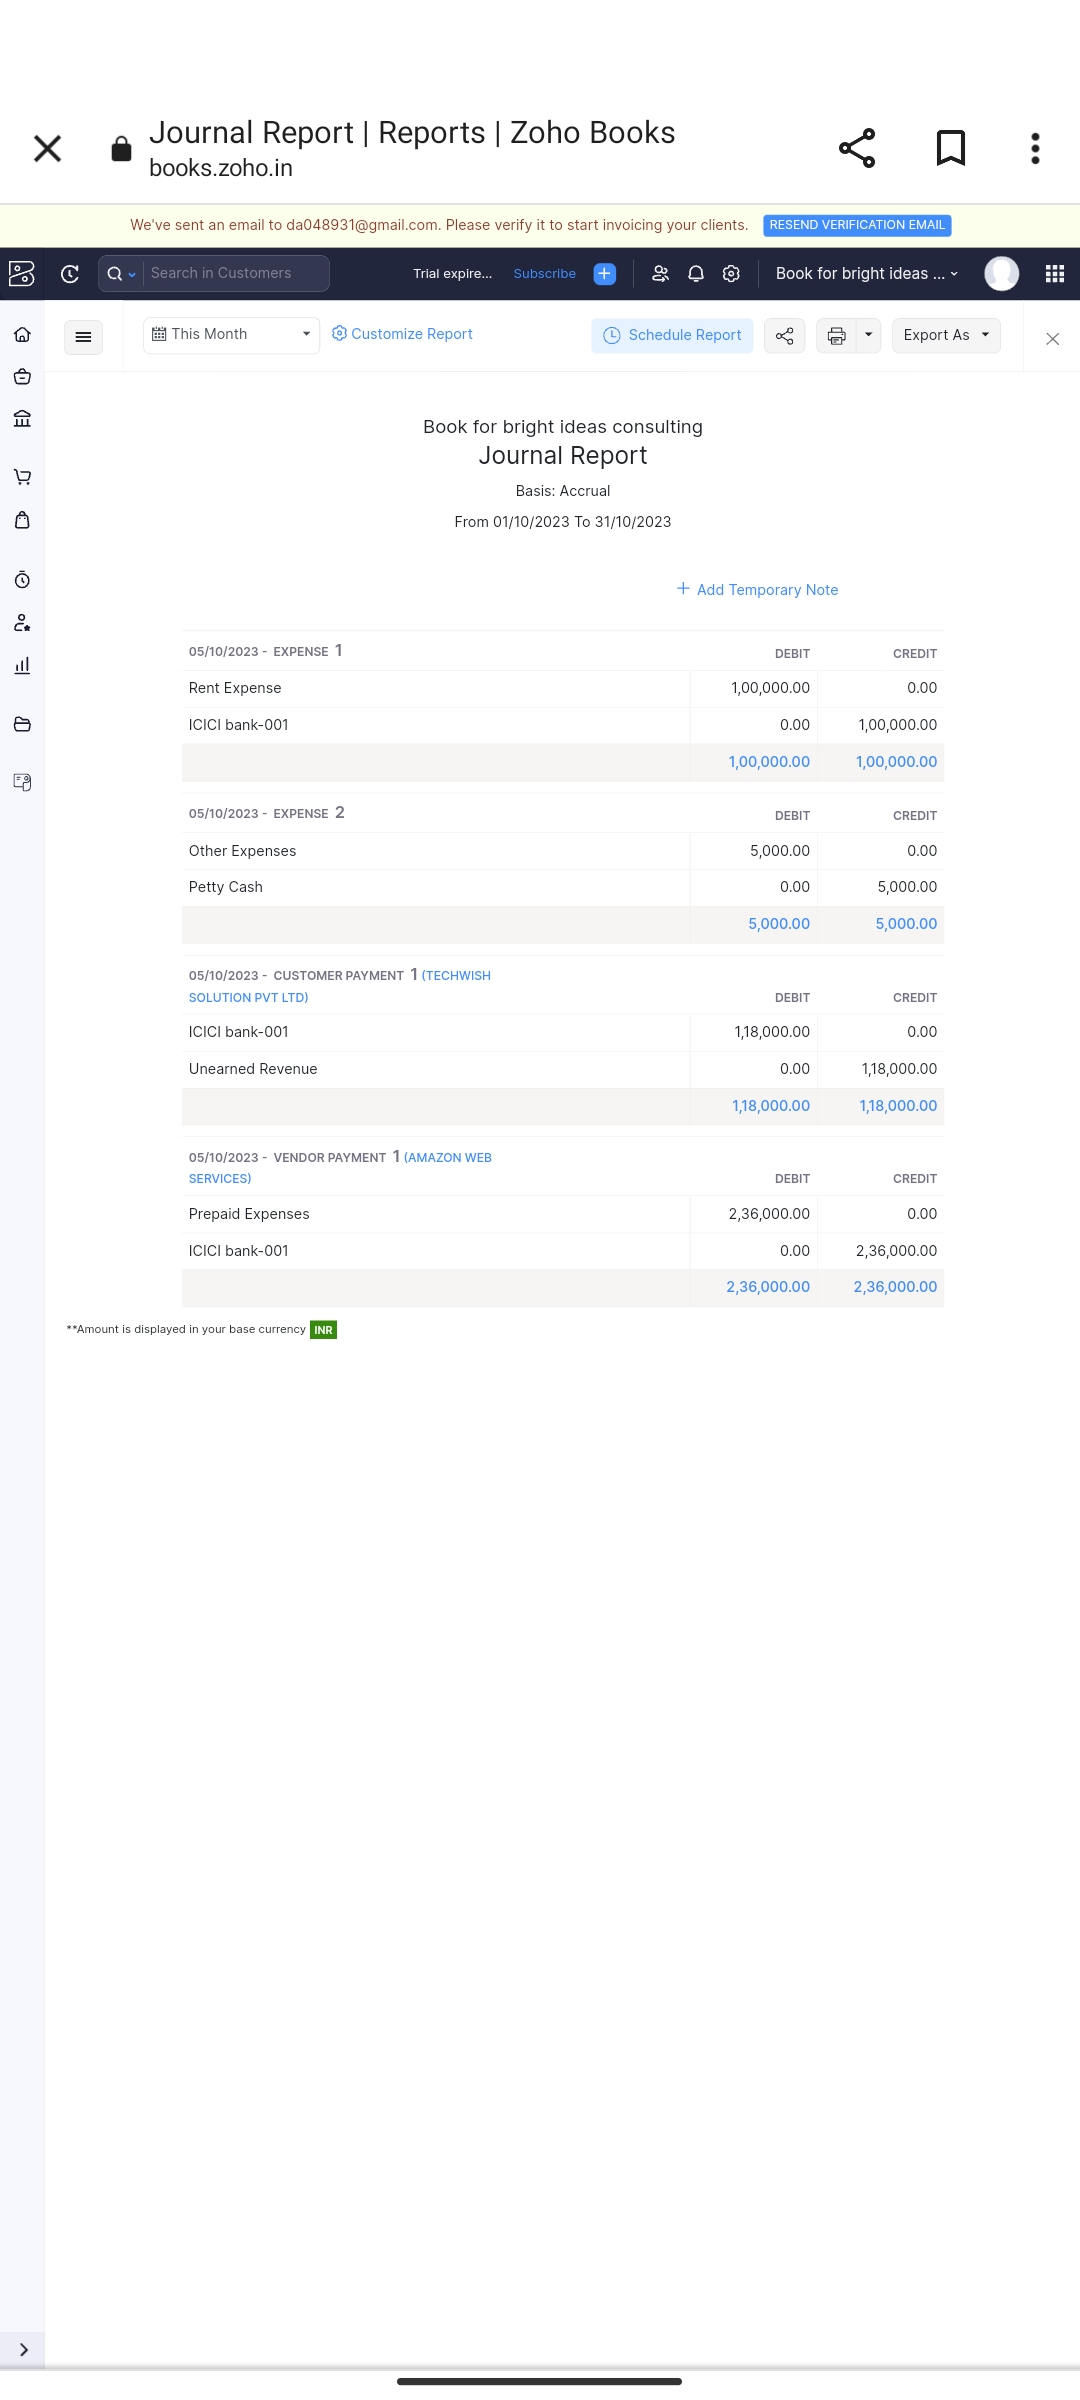 Journal Report | Reports | Zoho Books
books.zoho.in
We've sent an email to da048931@gmail.com. Please verify it to start invoicing your clients. RESEND VERIFICATION EMAIL
Search in Customers Trial expire... Subscribe Book for bright ideas ...
This Month Customize Report Schedule Report Export As
Book for bright ideas consulting
Journal Report
Basis: Accrual
From 01/10/2023 To 31/10/2023
+ Add Temporary Note
05/10/2023 - EXPENSE 1 DEBIT CREDIT
Rent Expense 1,00,000.00 0.00
ICICI bank-001 0.00 1,00,000.00
1,00,000.00 1,00,000.00
05/10/2023 - EXPENSE 2 DEBIT CREDIT
Other Expenses 5,000.00 0.00
Petty Cash 0.00 5,000.00
5,000.00 5,000.00
05/10/2023 - CUSTOMER PAYMENT 1 (TECHWISH
SOLUTION PVT LTD) DEBIT CREDIT
ICICI bank-001 1,18,000.00 0.00
Unearned Revenue 0.00 1,18,000.00
1,18,000.00 1,18,000.00
05/10/2023 - VENDOR PAYMENT 1 (AMAZON WEB
SERVICES) DEBIT CREDIT
Prepaid Expenses 2,36,000.00 0.00
ICICI bank-001 0.00 2,36,000.00
2,36,000.00 2,36,000.00
**Amount is displayed in your base currency INR